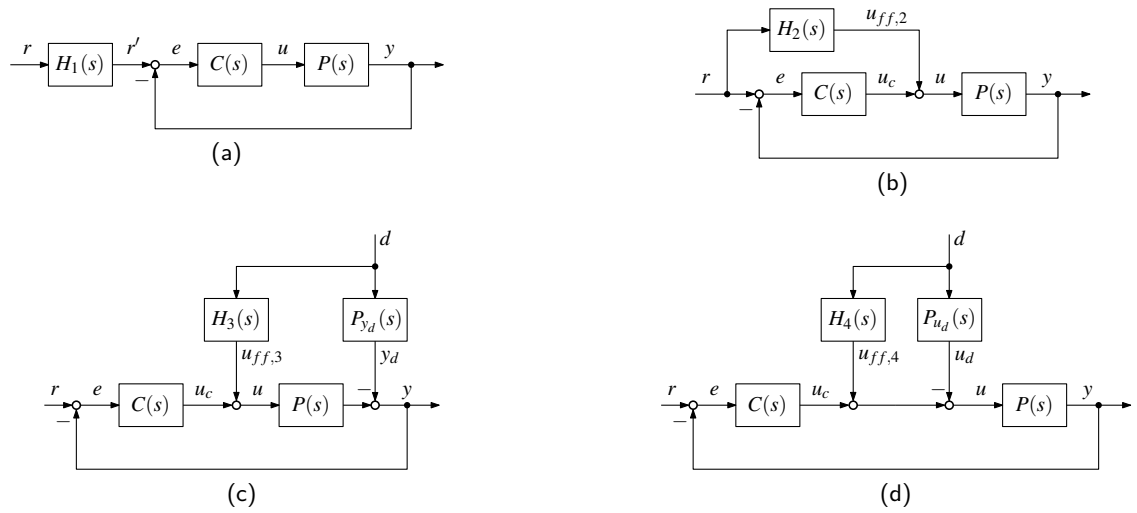 r H₁(s) r′ e C(s) u P(s) y
−
(a)
H₂(s) u_{ff,2}
r e C(s) u_c u P(s) y
−
(b)
d
H₃(s) P_{y_d}(s)
u_{ff,3} y_d
r e C(s) u_c u P(s) − y
−
(c)
d
H₄(s) P_{u_d}(s)
u_{ff,4} u_d
r e C(s) u_c − u P(s) y
−
(d)